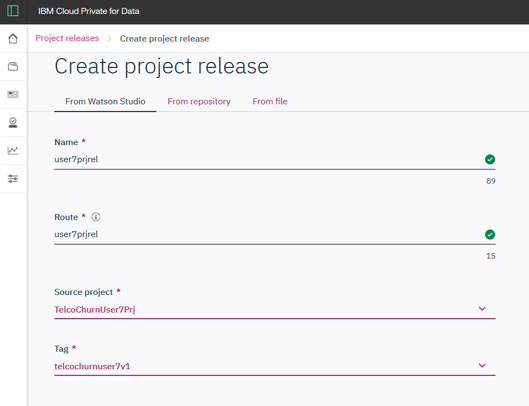 IBM Cloud Private for Data
Project releases > Create project release
Create project release
From Watson Studio From repository From file
Name *
user7prjrel
89
Route *
user7prjrel
15
Source project *
TelcoChurnUser7Prj
Tag *
telcochurnuser7v1